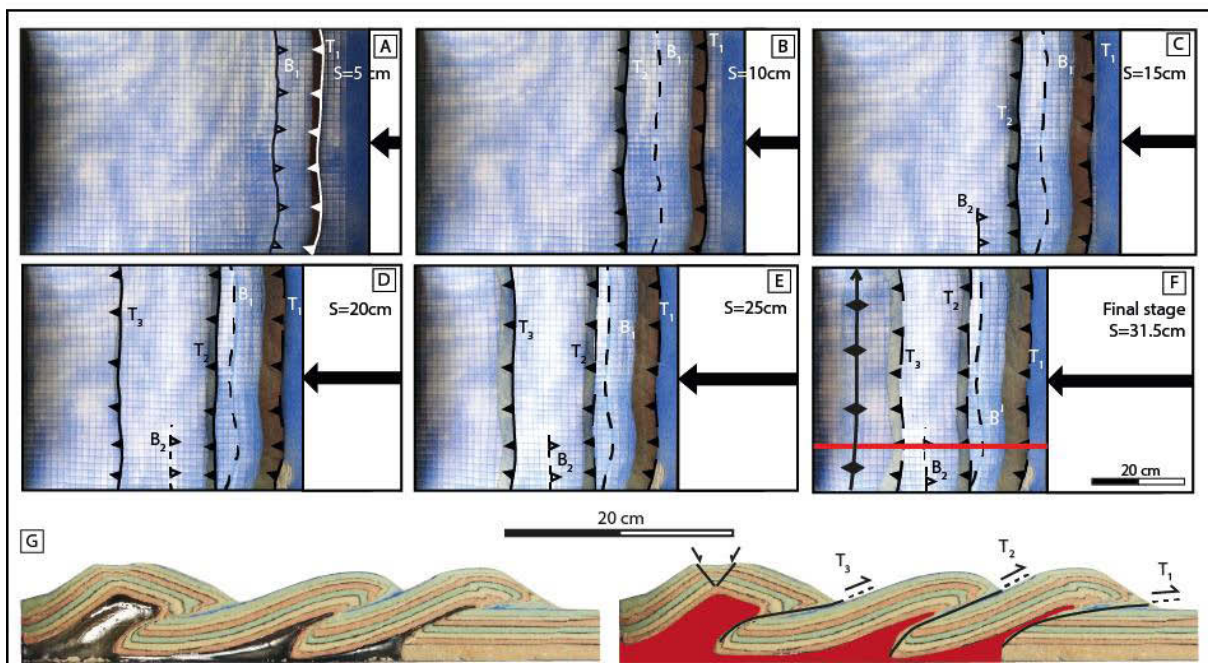 A
T1
B1
S=5 cm
B
T1
B1
T2
S=10cm
C
T1
B1
S=15cm
T2
B2
D
B1
T1
S=20cm
T3
T2
B2
E
T1
S=25cm
T3
B1
T2
B2
F
T2
Final stage
S=31.5cm
T3
T1
B1
B2
20 cm
G
20 cm
T3
T2
T1